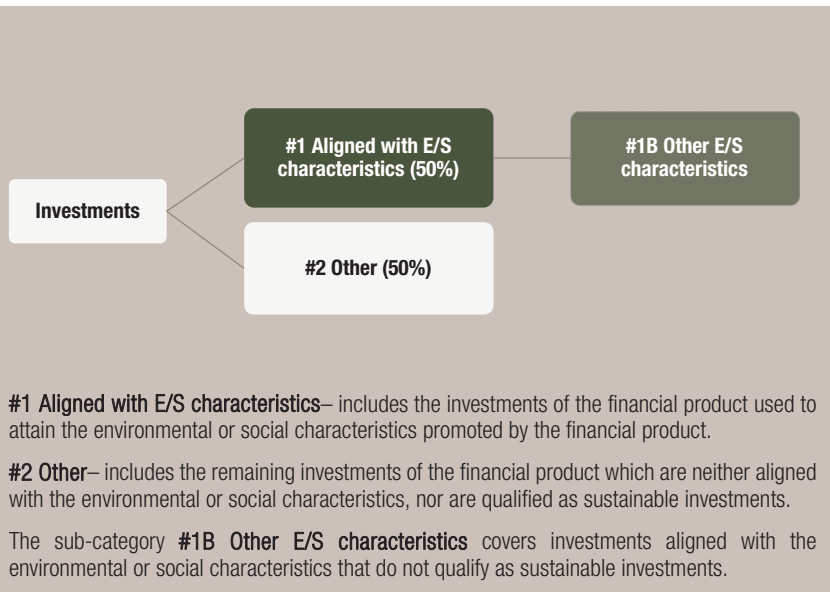 #1 Aligned with E/S
characteristics (50%)
#1B Other E/S
characteristics
Investments
#2 Other (50%)
#1 Aligned with E/S characteristics– includes the investments of the financial product used to
attain the environmental or social characteristics promoted by the financial product.
#2 Other– includes the remaining investments of the financial product which are neither aligned
with the environmental or social characteristics, nor are qualified as sustainable investments.
The sub-category #1B Other E/S characteristics covers investments aligned with the
environmental or social characteristics that do not qualify as sustainable investments.